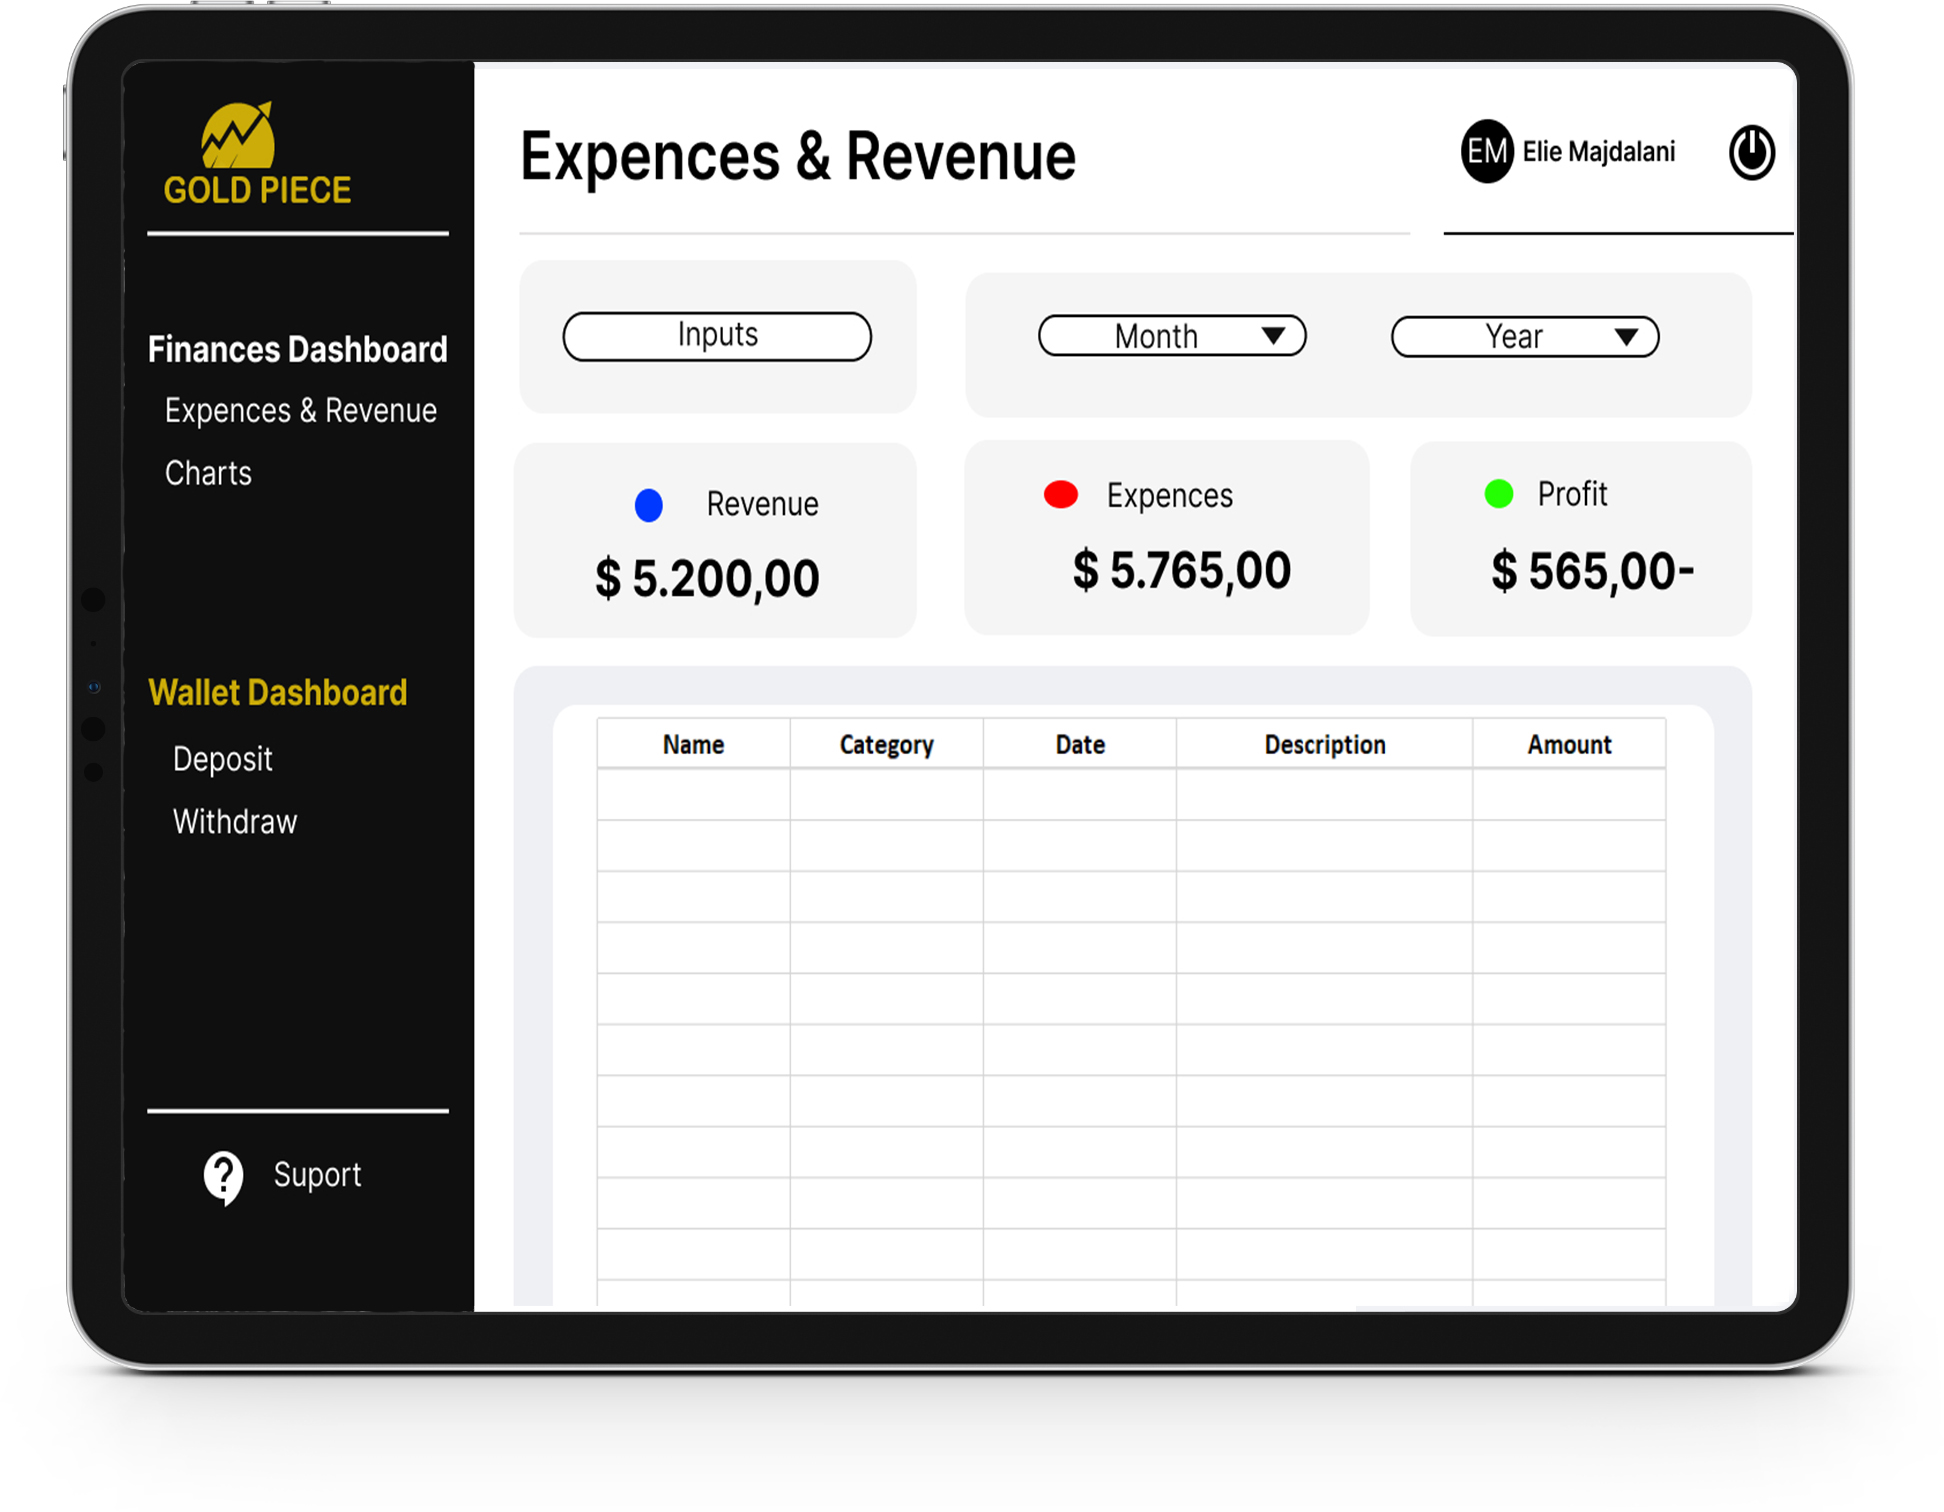 GOLD PIECE
Finances Dashboard
Expences & Revenue
Charts
Wallet Dashboard
Deposit
Withdraw
Suport
Expences & Revenue
EM Elie Majdalani
Inputs
Month
Year
Revenue
$ 5.200,00
Expences
$ 5.765,00
Profit
$ 565,00-
Name Category Date Description Amount